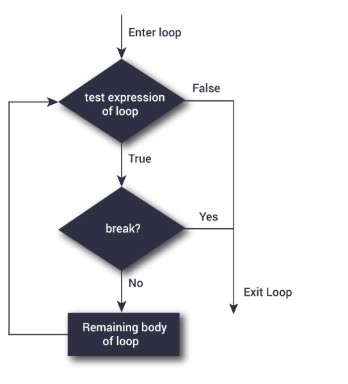 Enter loop
test expression
of loop
False
True
break?
Yes
No
Exit Loop
Remaining body
of loop